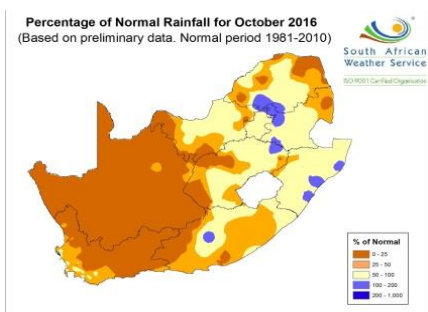 Percentage of Normal Rainfall for October 2016
(Based on preliminary data. Normal period 1981-2010)
South African
Weather Service
ISO 9001 Certified Organisation
% of Normal
0 - 25
25 - 50
50 - 100
100 - 200
200 - 1,000